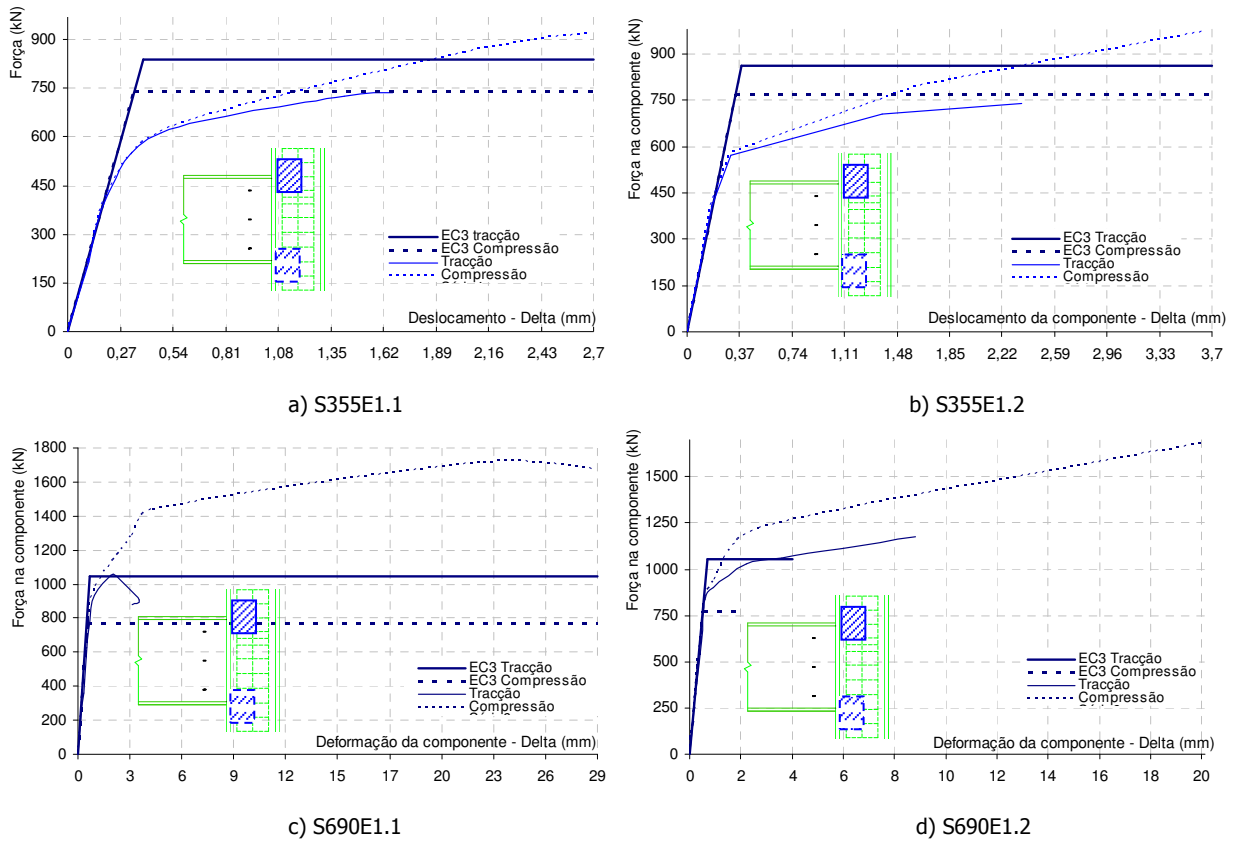 Força (kN)
900
750
600
450
300
150
0
EC3 tracção
EC3 Compressão
Tracção
Compressão
Deslocamento - Delta (mm)
0 0,27 0,54 0,81 1,08 1,35 1,62 1,89 2,16 2,43 2,7
a) S355E1.1
Força na componente (kN)
900
750
600
450
300
150
0
EC3 Tracção
EC3 Compressão
Tracção
Compressão
Deslocamento da componente - Delta (mm)
0 0,37 0,74 1,11 1,48 1,85 2,22 2,59 2,96 3,33 3,7
b) S355E1.2
Força na componente (kN)
1800
1600
1400
1200
1000
800
600
400
200
0
EC3 Tracção
EC3 Compressão
Tracção
Compressão
Deformação da componente - Delta (mm)
0 3 6 9 12 15 17 20 23 26 29
c) S690E1.1
Força na componente (kN)
1500
1250
1000
750
500
250
0
EC3 Tracção
EC3 Compressão
Tracção
Compressão
Deformação da componente - Delta (mm)
0 2 4 6 8 10 12 14 16 18 20
d) S690E1.2